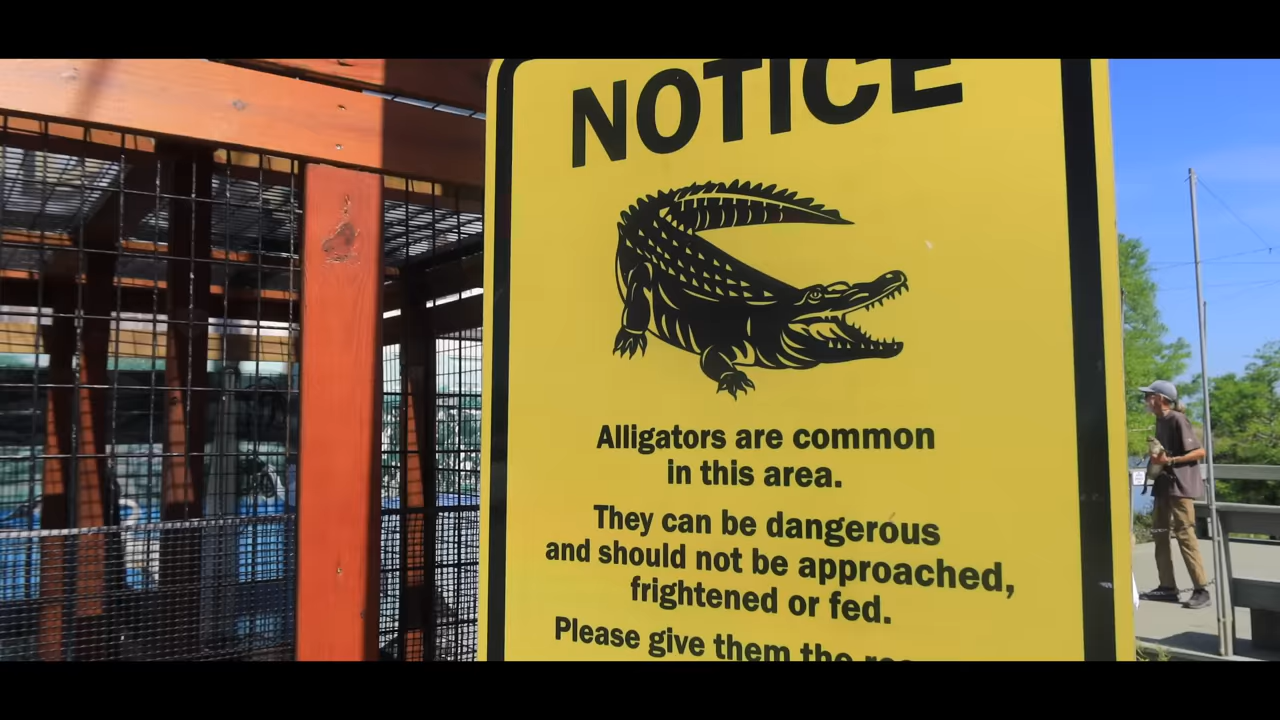 NOTICE
Alligators are common
in this area.
They can be dangerous
and should not be approached,
frightened or fed.
Please give them the